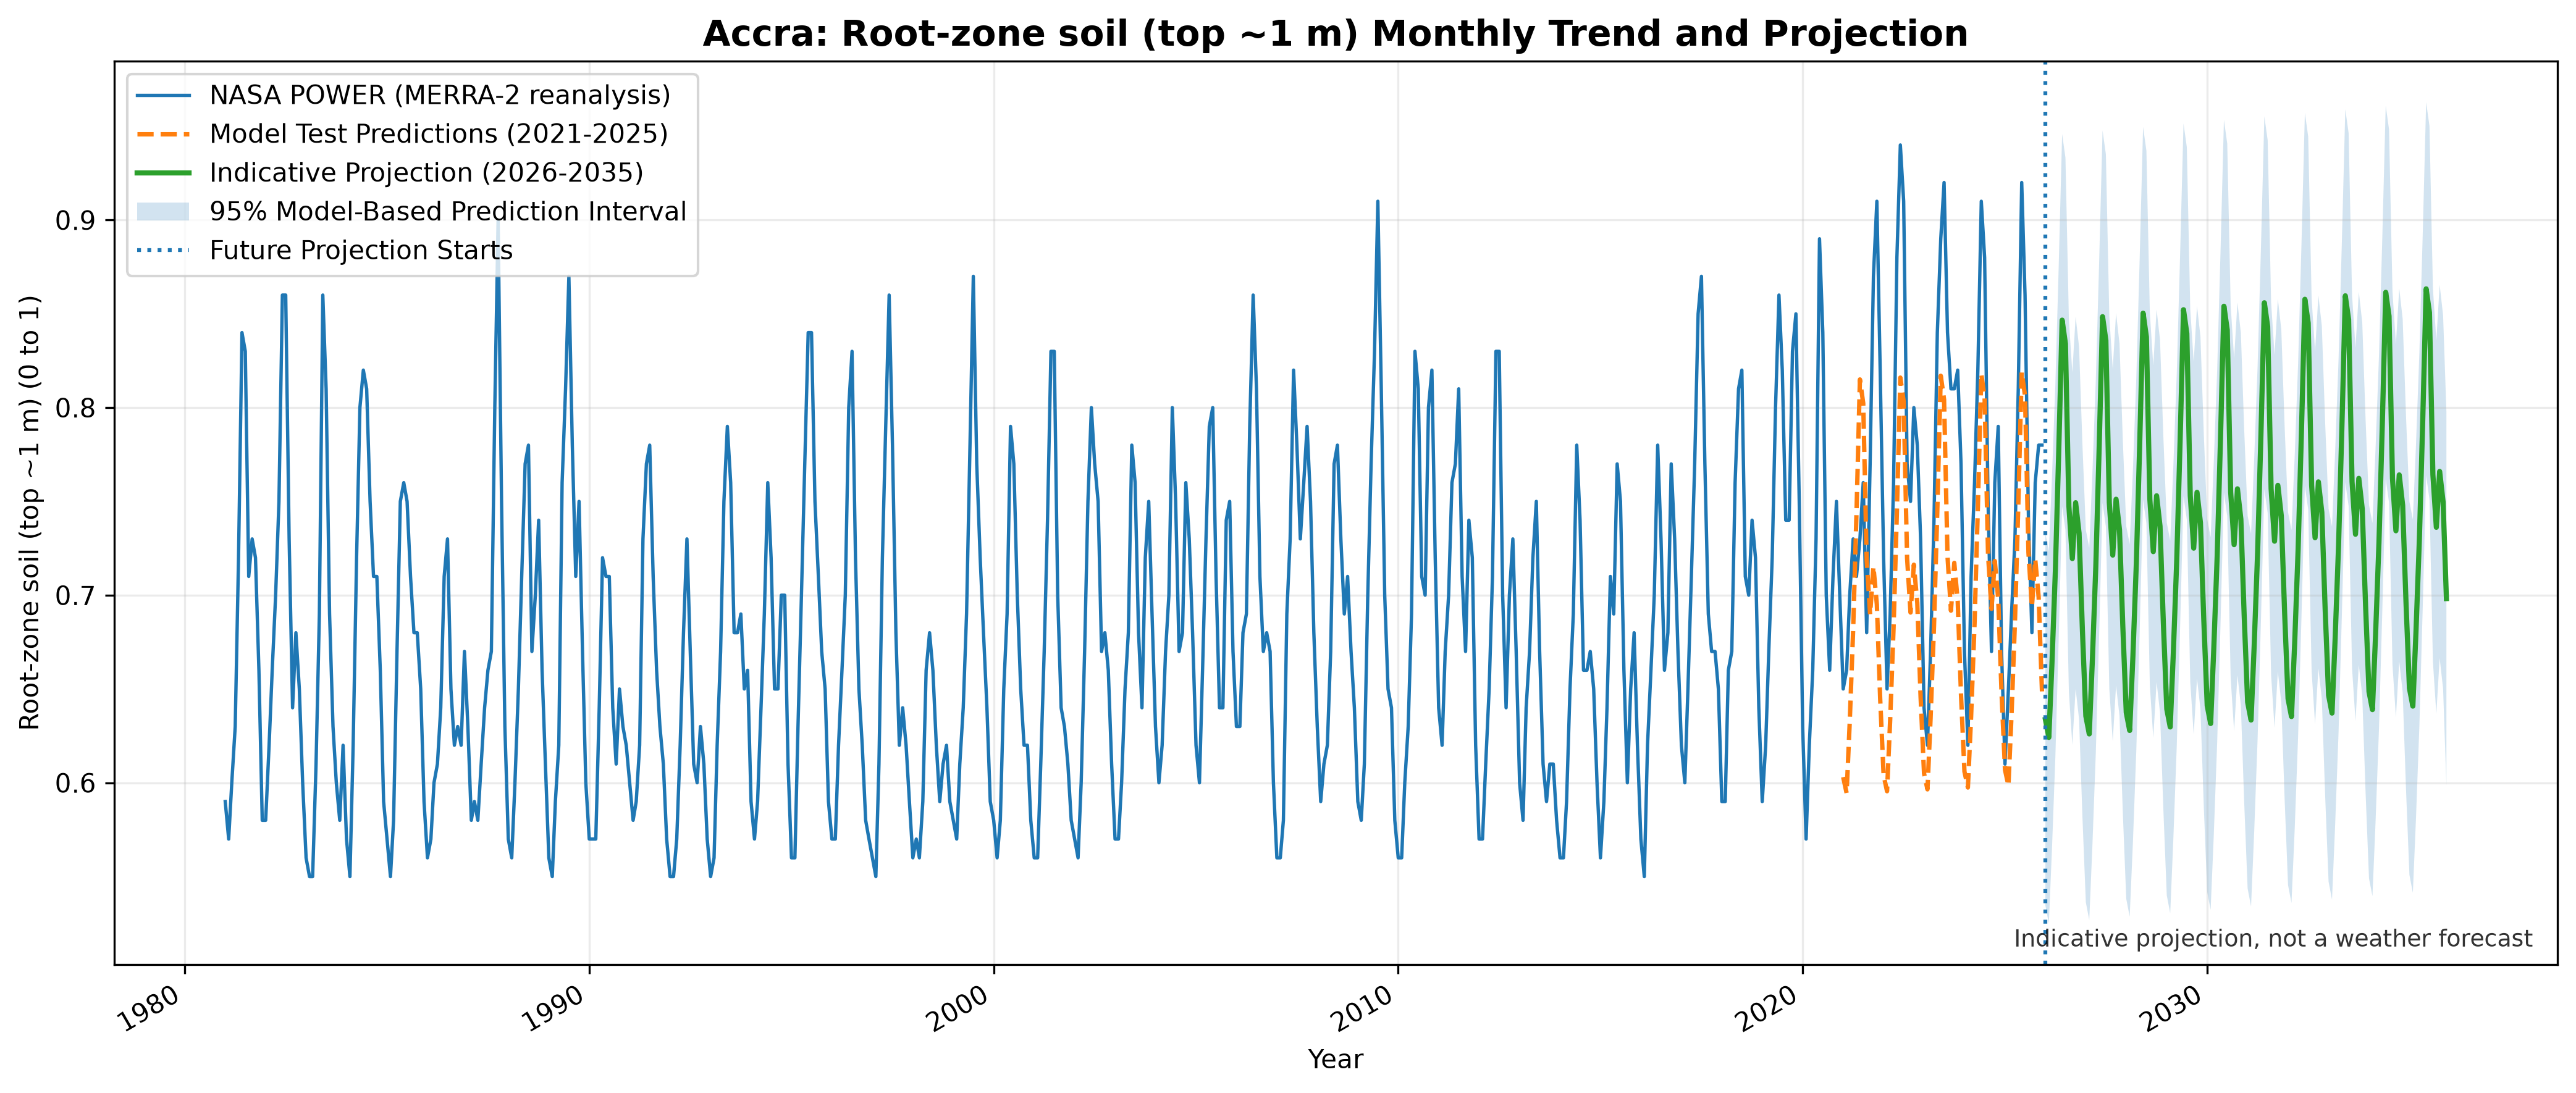 Accra: Root-zone soil (top ~1 m) Monthly Trend and Projection
NASA POWER (MERRA-2 reanalysis)
Model Test Predictions (2021-2025)
Indicative Projection (2026-2035)
95% Model-Based Prediction Interval
Future Projection Starts
Root-zone soil (top ~1 m) (0 to 1)
0.9
0.8
0.7
0.6
Indicative projection, not a weather forecast
1980
1990
2000
2010
2020
2030
Year